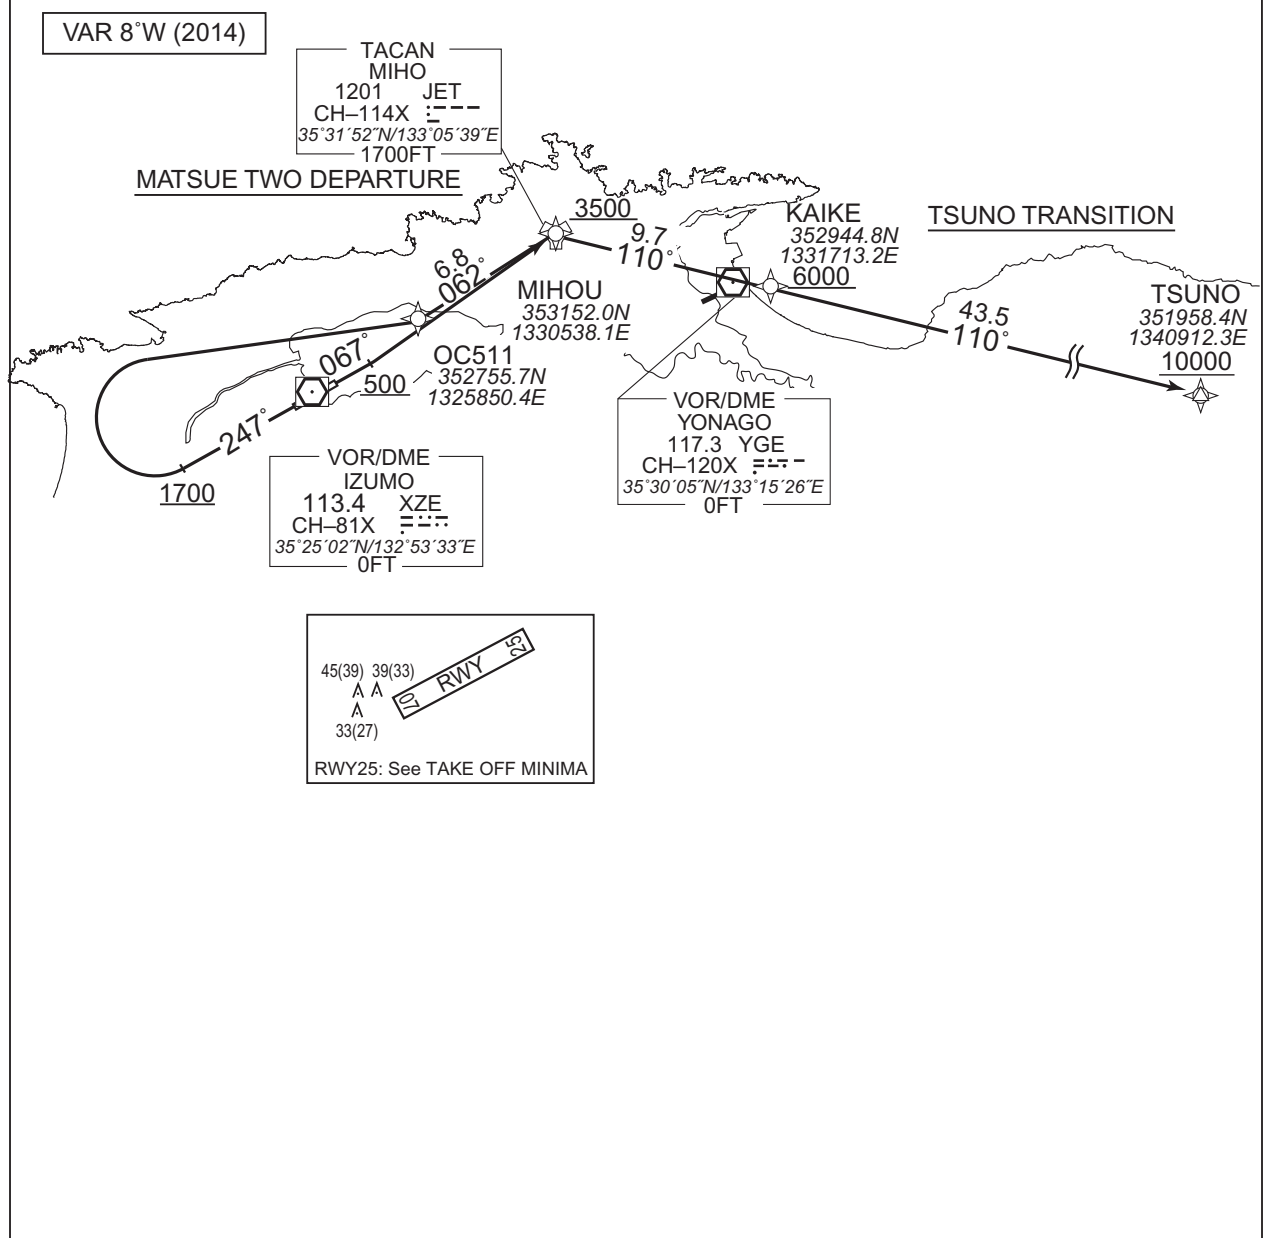 VAR 8°W (2014)
TACAN
MIHO
1201 JET
CH–114X
35°31´52˝N/133°05´39˝E
1700FT
MATSUE TWO DEPARTURE
3500
9.7
110°
KAIKE
352944.8N
1331713.2E
6000
TSUNO TRANSITION
6.8
062°
MIHOU
353152.0N
1330538.1E
43.5
110°
TSUNO
351958.4N
1340912.3E
10000
067°
OC511
352755.7N
1325850.4E
500
247°
1700
VOR/DME
YONAGO
117.3 YGE
CH–120X
35°30´05˝N/133°15´26˝E
0FT
VOR/DME
IZUMO
113.4 XZE
CH–81X
35°25´02˝N/132°53´33˝E
0FT
25
RWY
07
45(39) 39(33)
33(27)
RWY25: See TAKE OFF MINIMA